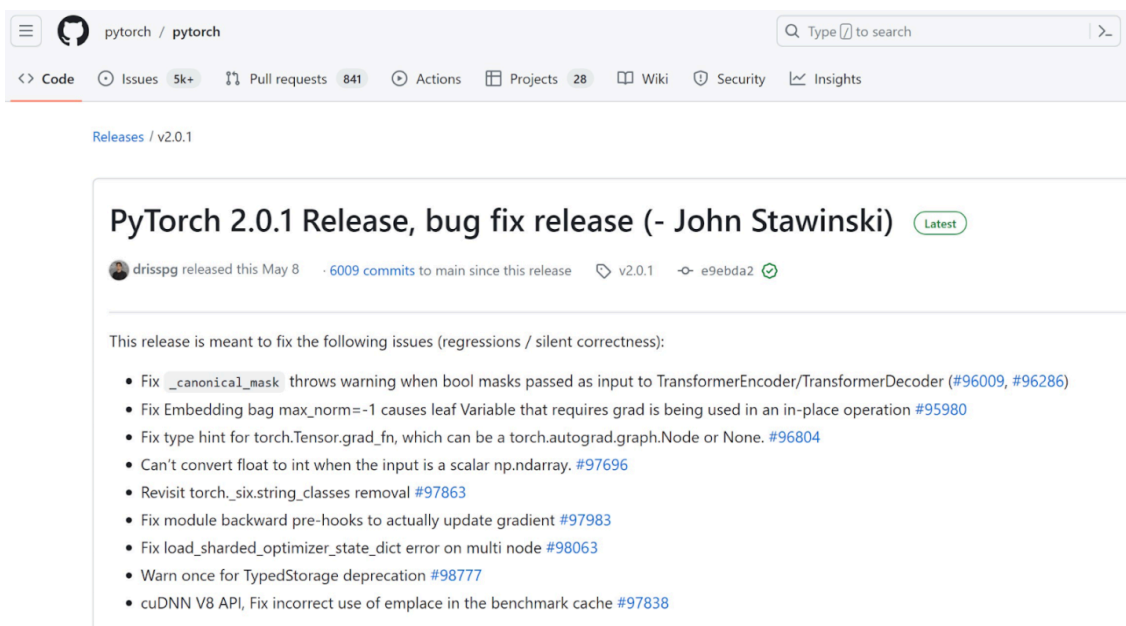 pytorch / pytorch
Type / to search
Code Issues 5k+ Pull requests 841 Actions Projects 28 Wiki Security Insights
Releases / v2.0.1
PyTorch 2.0.1 Release, bug fix release (- John Stawinski) Latest
drisspg released this May 8 · 6009 commits to main since this release v2.0.1 e9ebda2
This release is meant to fix the following issues (regressions / silent correctness):
• Fix _canonical_mask throws warning when bool masks passed as input to TransformerEncoder/TransformerDecoder (#96009, #96286)
• Fix Embedding bag max_norm=-1 causes leaf Variable that requires grad is being used in an in-place operation #95980
• Fix type hint for torch.Tensor.grad_fn, which can be a torch.autograd.graph.Node or None. #96804
• Can’t convert float to int when the input is a scalar np.ndarray. #97696
• Revisit torch._six.string_classes removal #97863
• Fix module backward pre-hooks to actually update gradient #97983
• Fix load_sharded_optimizer_state_dict error on multi node #98063
• Warn once for TypedStorage deprecation #98777
• cuDNN V8 API, Fix incorrect use of emplace in the benchmark cache #97838